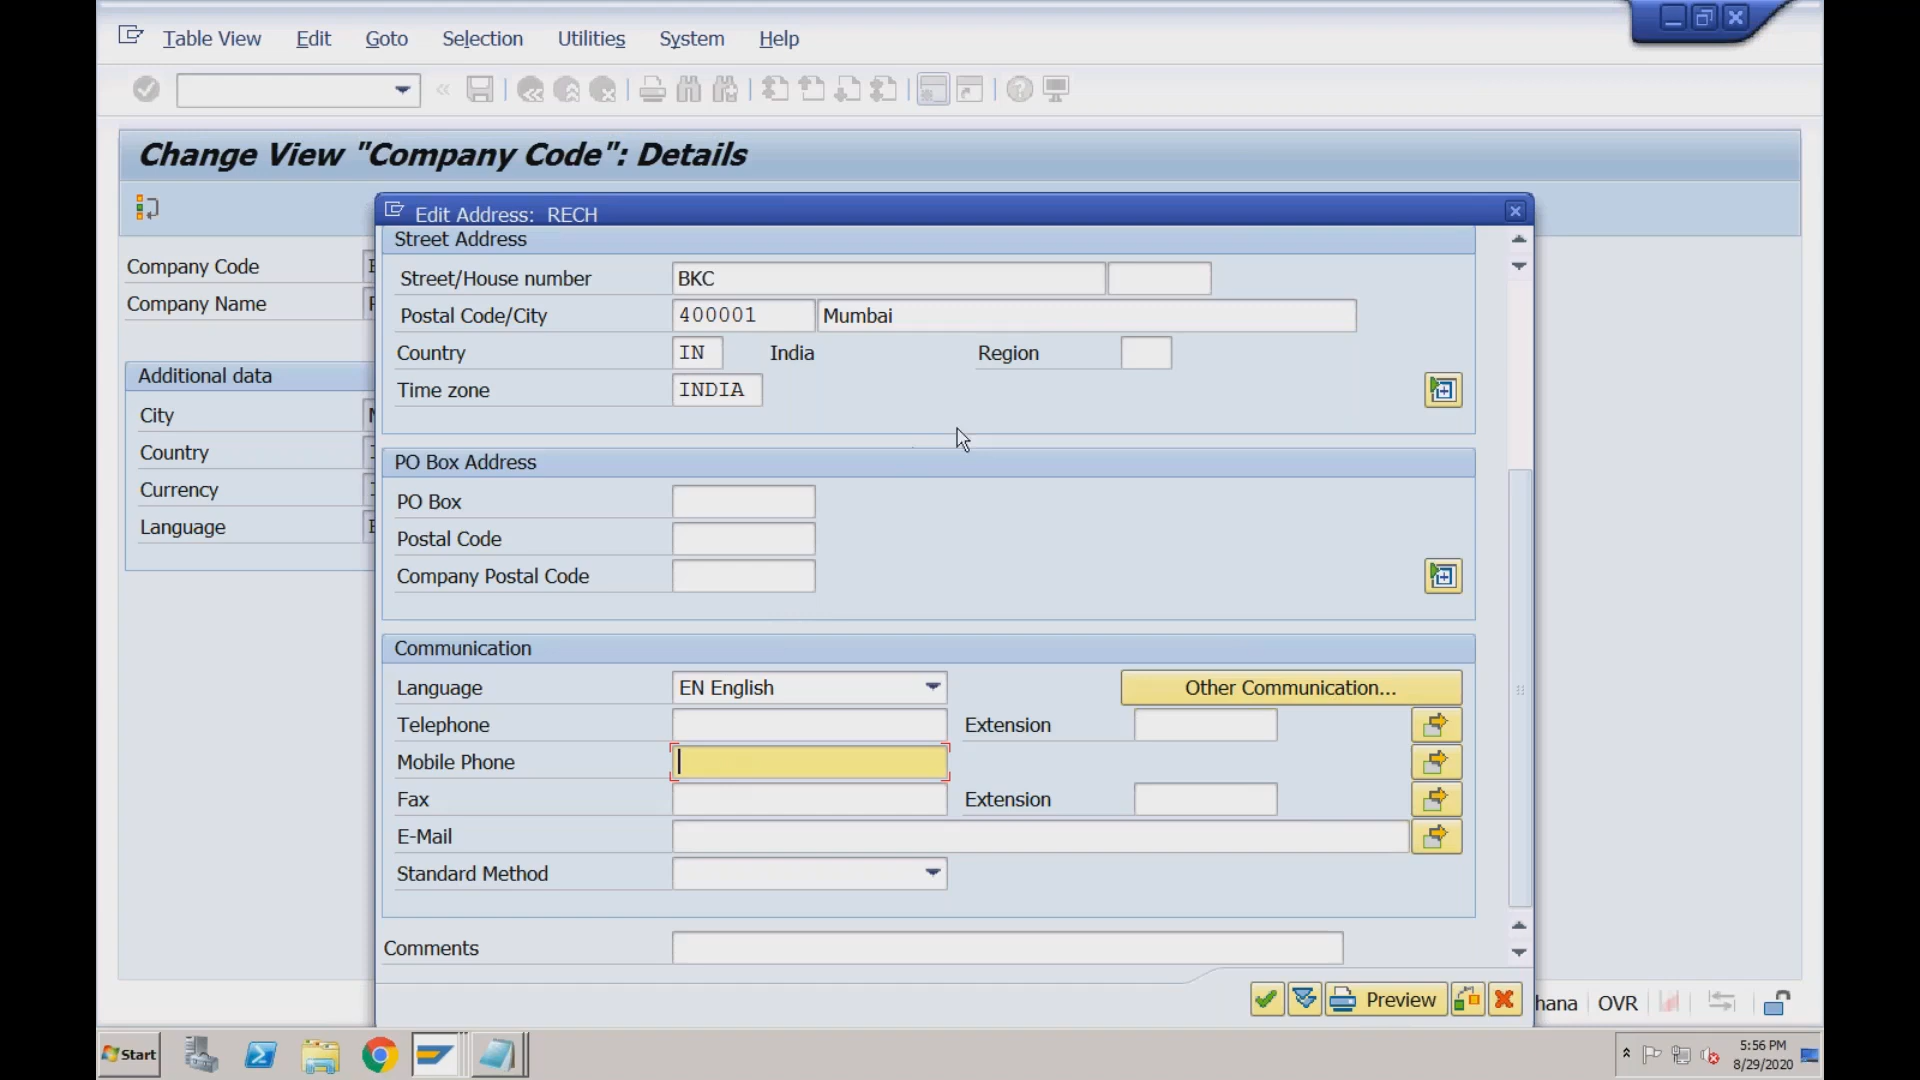 Table View Edit Goto Selection Utilities System Help
Change View "Company Code": Details
Edit Address: RECH
Street Address
Company Code
Street/House number BKC
Company Name
Postal Code/City 400001 Mumbai
Country IN India Region
Additional data
Time zone INDIA
City
Country
PO Box Address
Currency
PO Box
Language
Postal Code
Company Postal Code
Communication
Language EN English Other Communication...
Telephone Extension
Mobile Phone
Fax Extension
E-Mail
Standard Method
Comments
Preview
hana OVR
Start
5:56 PM
8/29/2020